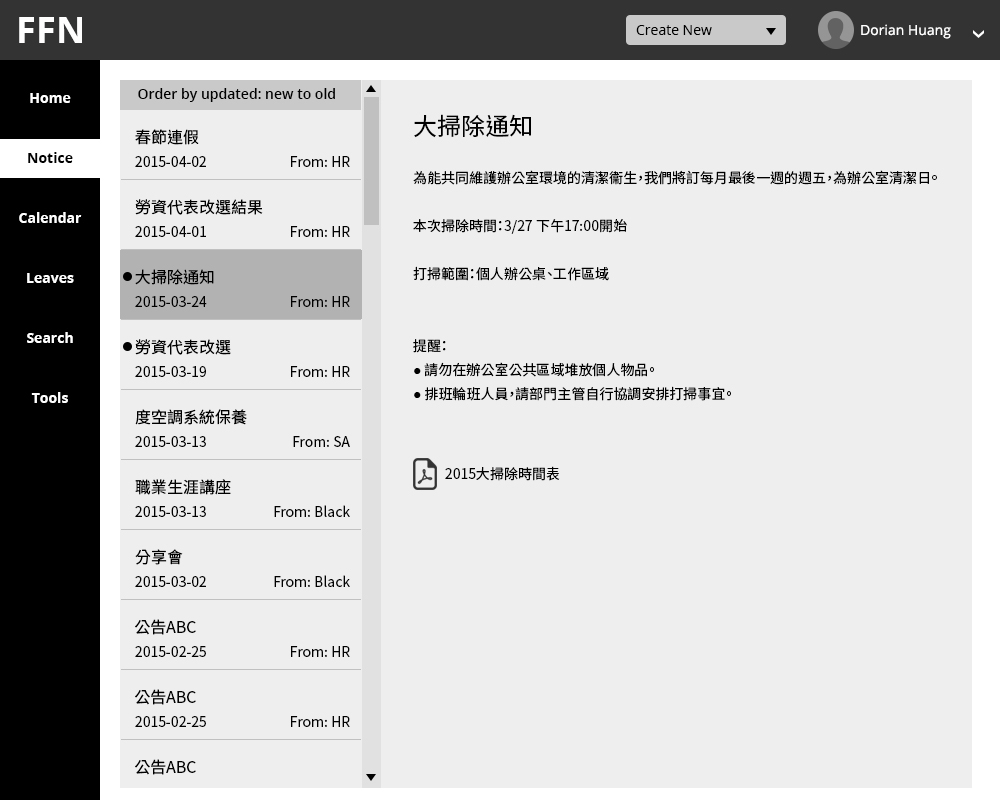 FFN
Create New
Dorian Huang
Home
Notice
Calendar
Leaves
Search
Tools
Order by updated: new to old
春節連假
2015-04-02 From: HR
勞資代表改選結果
2015-04-01 From: HR
大掃除通知
2015-03-24 From: HR
勞資代表改選
2015-03-19 From: HR
度空調系統保養
2015-03-13 From: SA
職業生涯講座
2015-03-13 From: Black
分享會
2015-03-02 From: Black
公告ABC
2015-02-25 From: HR
公告ABC
2015-02-25 From: HR
公告ABC
大掃除通知
為能共同維護辦公室環境的清潔衞生，我們將訂每月最後一週的週五，為辦公室清潔日。
本次掃除時間：3/27 下午17:00開始
打掃範圍：個人辦公桌、工作區域
提醒：
● 請勿在辦公室公共區域堆放個人物品。
● 排班輪班人員，請部門主管自行協調安排打掃事宜。
2015大掃除時間表